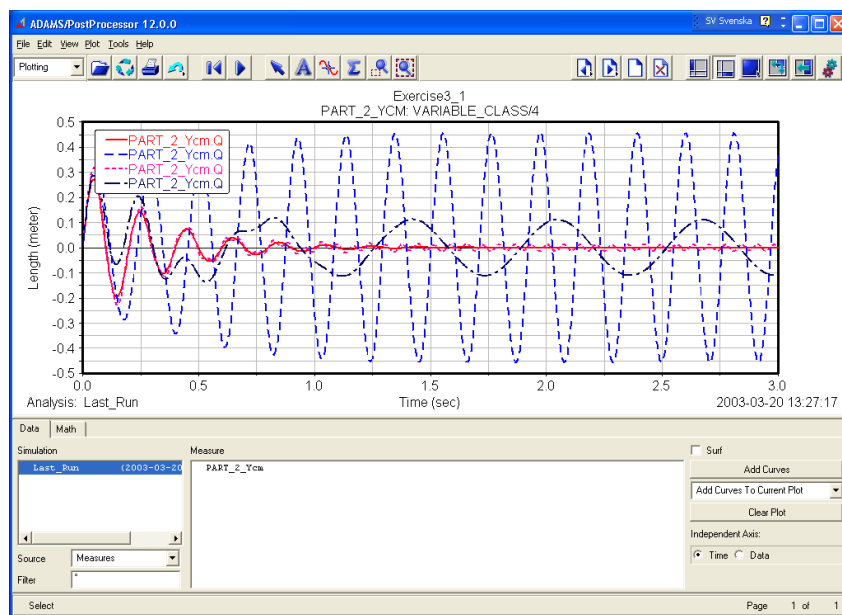 ADAMS/PostProcessor 12.0.0
SV Svenska
File Edit View Plot Tools Help
Plotting
Exercise3_1
PART_2_YCM: VARIABLE_CLASS/4
0.5
0.4
0.3
0.2
0.1
0.0
-0.1
-0.2
-0.3
-0.4
-0.5
Length (meter)
PART_2_Ycm.Q
PART_2_Ycm.Q
PART_2_Ycm.Q
PART_2_Ycm.Q
0.0 0.5 1.0 1.5 2.0 2.5 3.0
Analysis: Last_Run Time (sec) 2003-03-20 13:27:17
Data Math
Simulation Measure Surf
Last_Run (2003-03-20 PART_2_Ycm
Add Curves
Add Curves To Current Plot
Clear Plot
Independent Axis:
Time Data
Source Measures
Filter *
Select Page 1 of 1